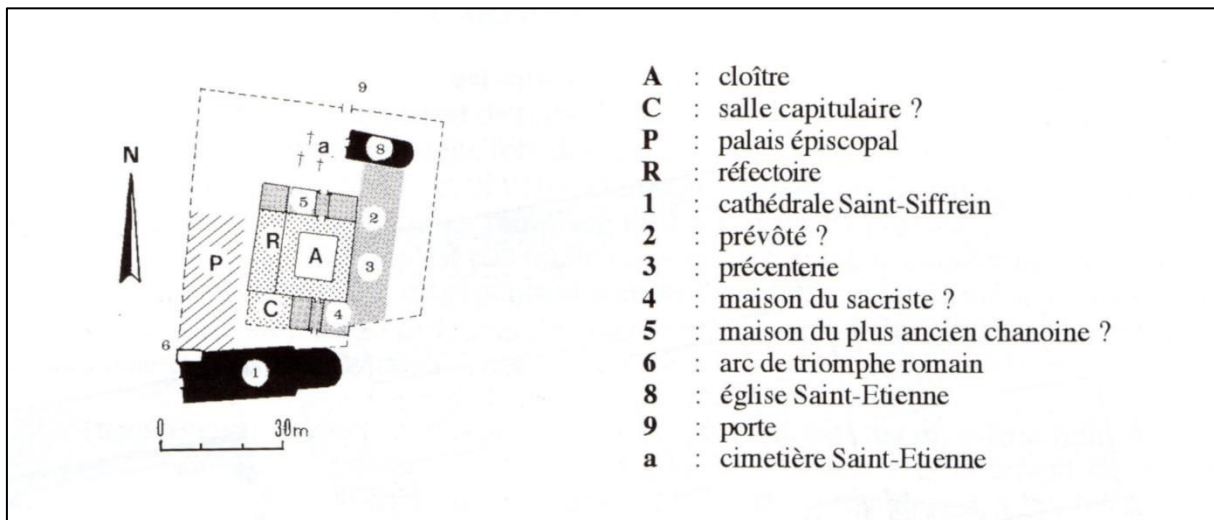 9
a
8
N
5
2
R
A
P
3
C
4
6
1
0 30m
A : cloître
C : salle capitulaire ?
P : palais épiscopal
R : réfectoire
1 : cathédrale Saint-Siffrein
2 : prévôté ?
3 : précenterie
4 : maison du sacriste ?
5 : maison du plus ancien chanoine ?
6 : arc de triomphe romain
8 : église Saint-Etienne
9 : porte
a : cimetière Saint-Etienne